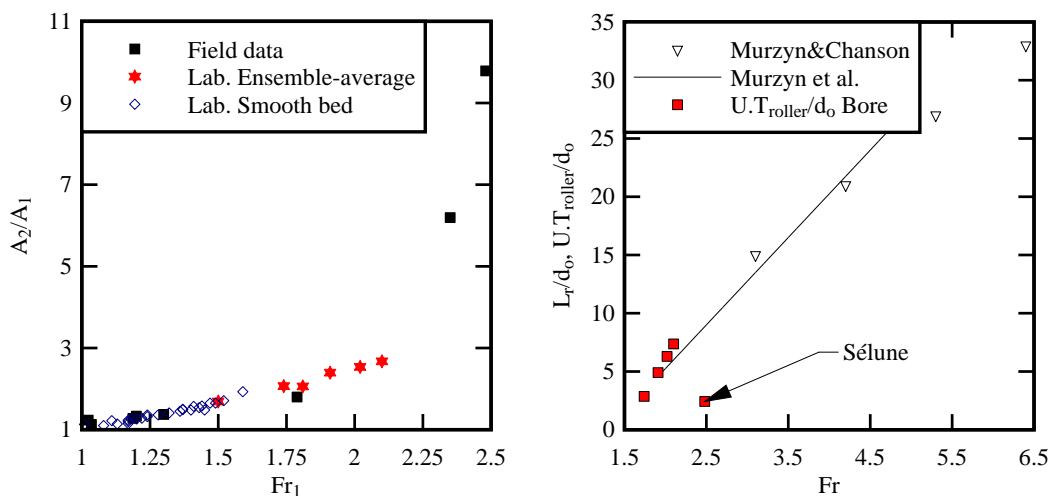 11
9
7
5
3
1
A2/A1
Field data
Lab. Ensemble-average
Lab. Smooth bed
1
1.25
1.5
1.75
2
2.25
2.5
Fr1
35
30
25
20
15
10
5
0
Lr/do, U.Troller/do
Murzyn&Chanson
Murzyn et al.
U.Troller/do Bore
Sélune
1.5
2.5
3.5
4.5
5.5
6.5
Fr